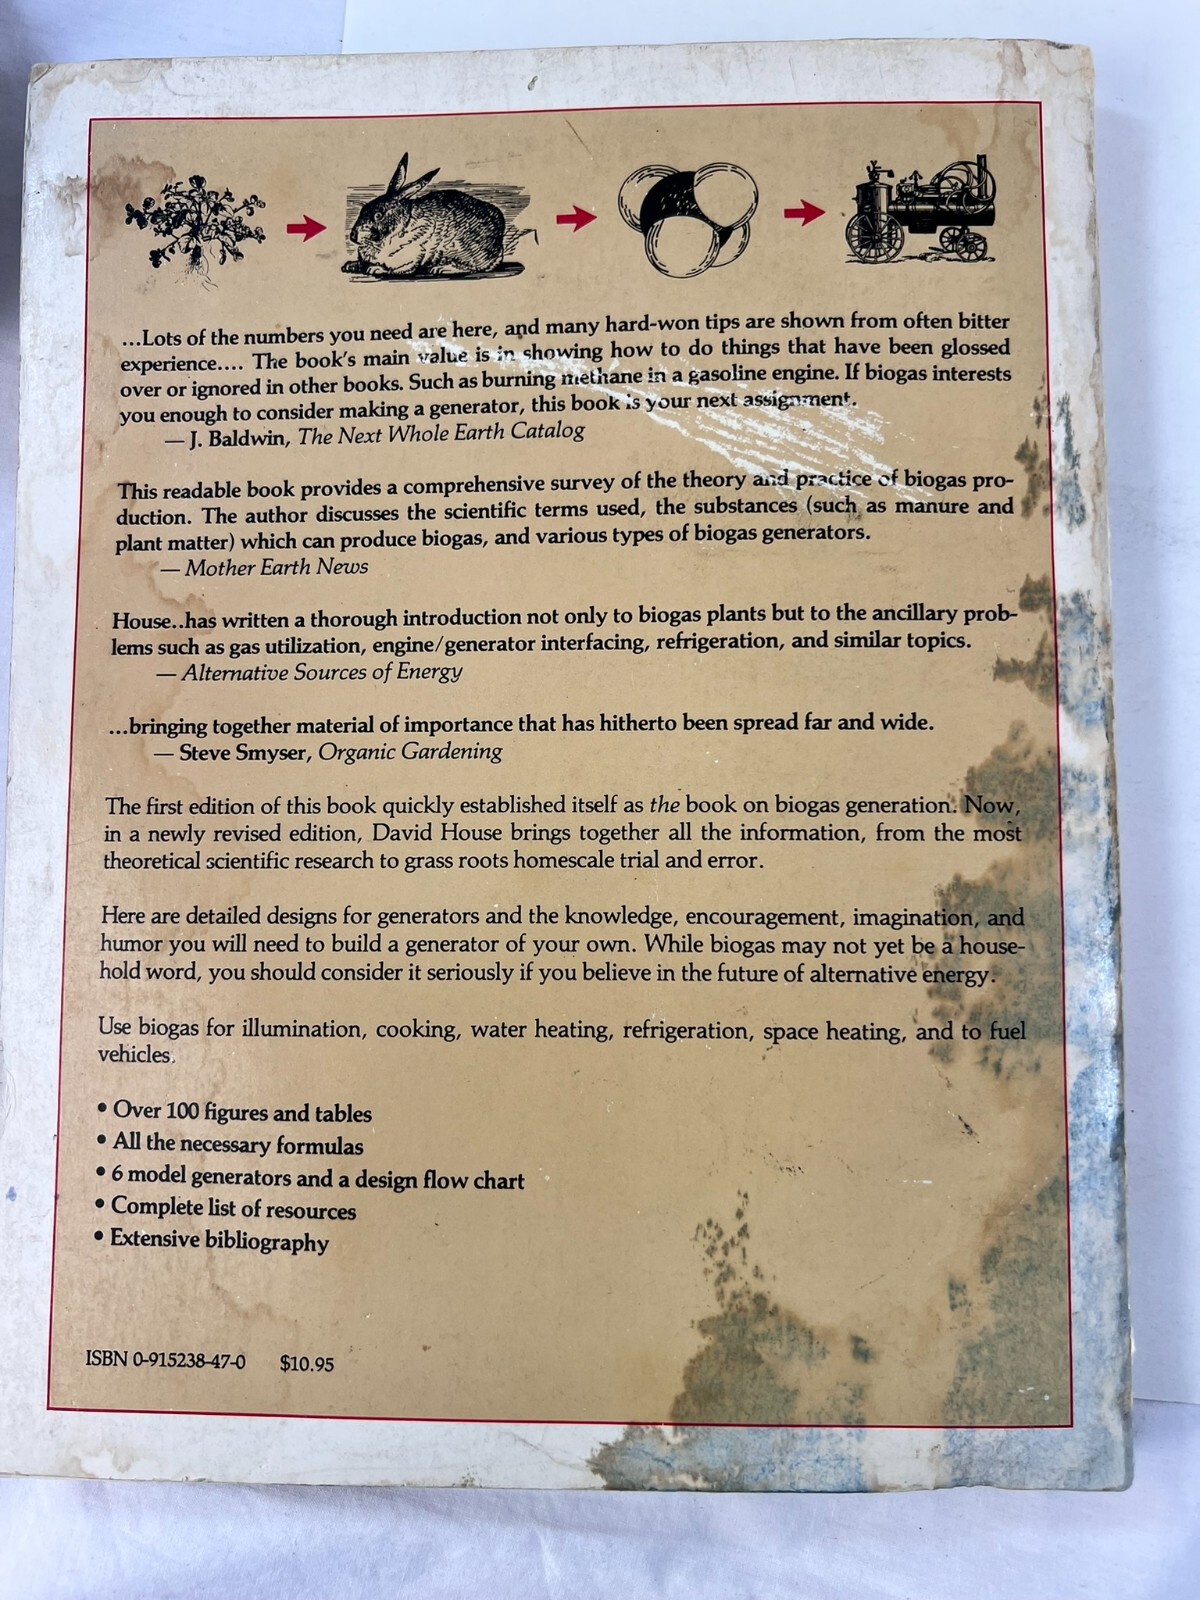 ...Lots of the numbers you need are here, and many hard-won tips are shown from often bitter
experience.... The book's main value is in showing how to do things that have been glossed
over or ignored in other books. Such as burning methane in a gasoline engine. If biogas interests
you enough to consider making a generator, this book is your next assignment.
— J. Baldwin, The Next Whole Earth Catalog
This readable book provides a comprehensive survey of the theory and practice of biogas pro-
duction. The author discusses the scientific terms used, the substances (such as manure and
plant matter) which can produce biogas, and various types of biogas generators.
— Mother Earth News
House..has written a thorough introduction not only to biogas plants but to the ancillary prob-
lems such as gas utilization, engine/generator interfacing, refrigeration, and similar topics.
— Alternative Sources of Energy
...bringing together material of importance that has hitherto been spread far and wide.
— Steve Smyser, Organic Gardening
The first edition of this book quickly established itself as the book on biogas generation. Now,
in a newly revised edition, David House brings together all the information, from the most
theoretical scientific research to grass roots homescale trial and error.
Here are detailed designs for generators and the knowledge, encouragement, imagination, and
humor you will need to build a generator of your own. While biogas may not yet be a house-
hold word, you should consider it seriously if you believe in the future of alternative energy.
Use biogas for illumination, cooking, water heating, refrigeration, space heating, and to fuel
vehicles.
• Over 100 figures and tables
• All the necessary formulas
• 6 model generators and a design flow chart
• Complete list of resources
• Extensive bibliography
ISBN 0-915238-47-0 $10.95